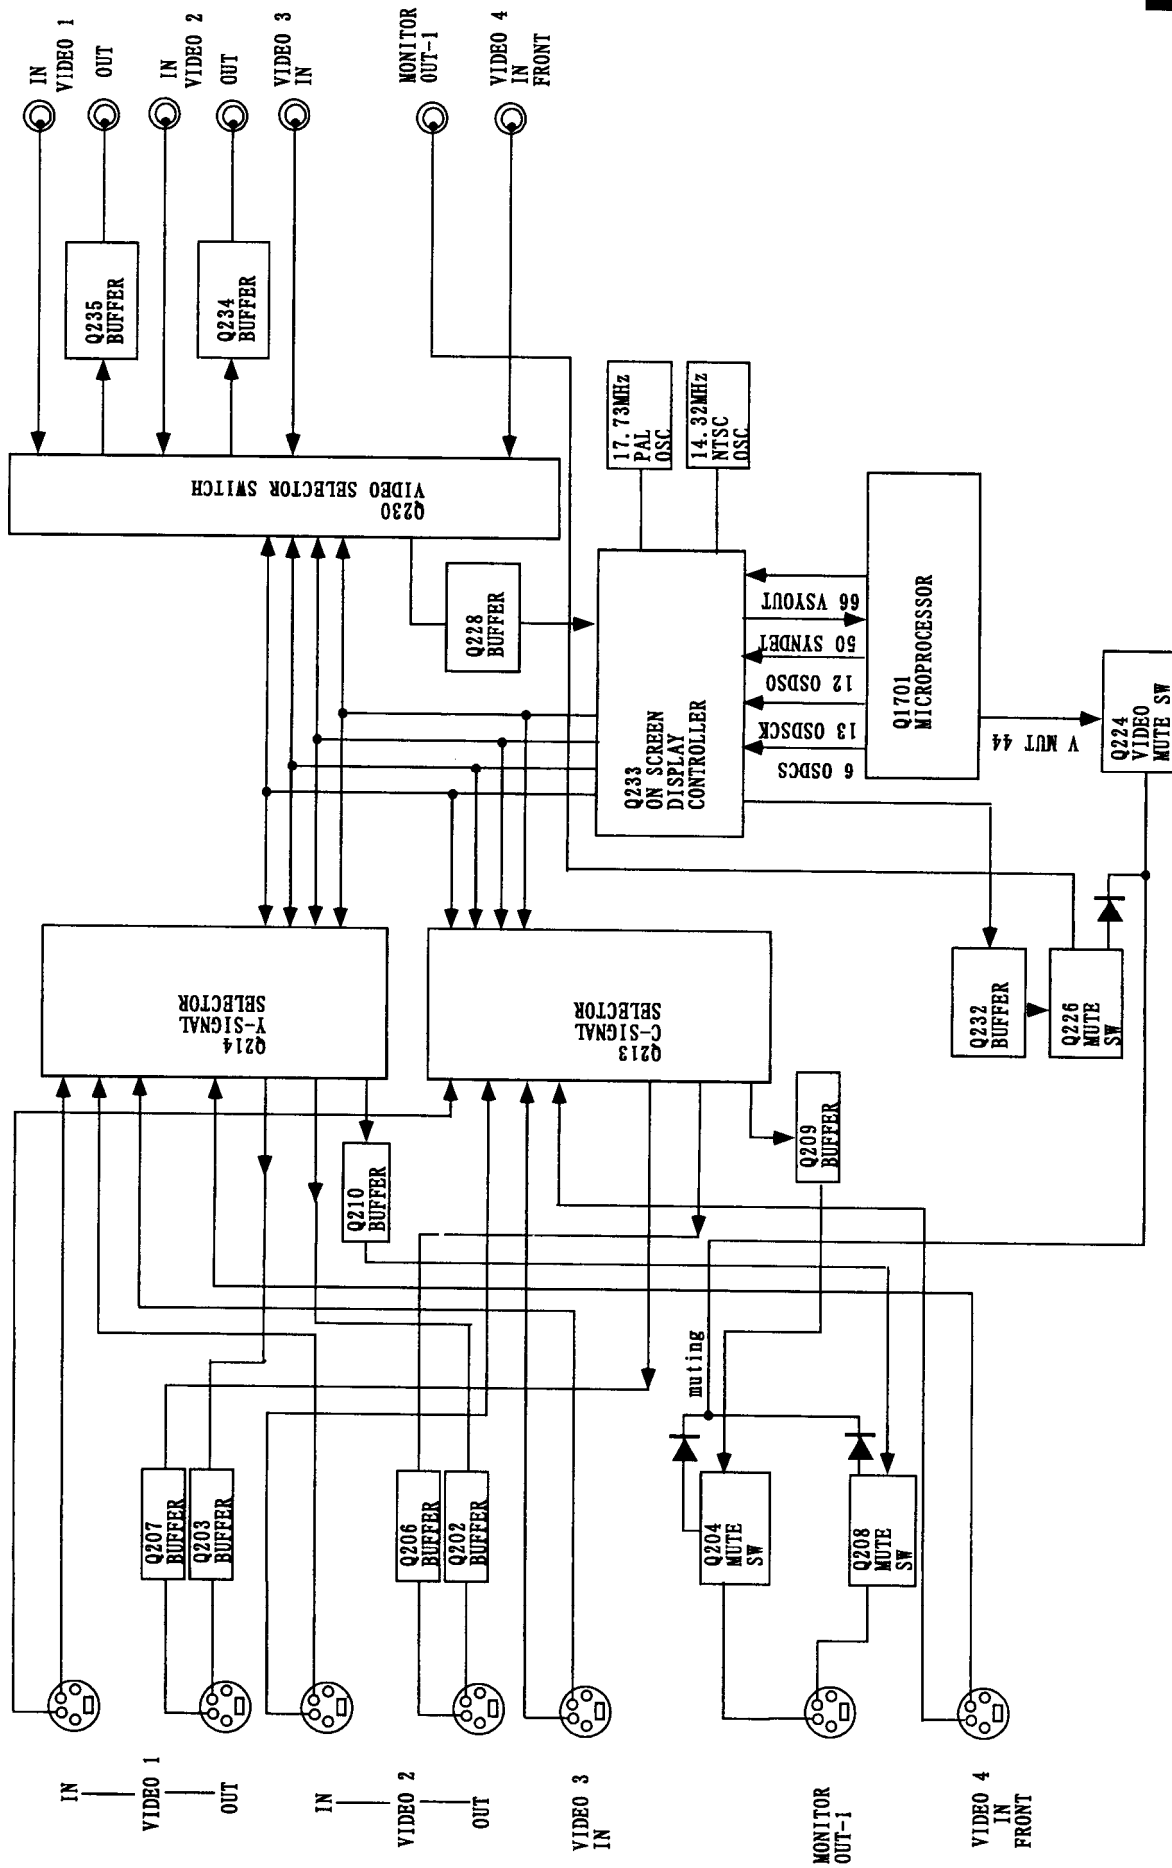 IN
VIDEO 1
OUT
IN
VIDEO 2
OUT
VIDEO 3
IN
MONITOR
OUT-1
VIDEO 4
IN
FRONT
Q235
BUFFER
Q234
BUFFER
Q230
VIDEO SELECTOR SWITCH
Q228
BUFFER
17.73MHz
PAL
OSC
14.32MHz
NTSC
OSC
Q233
ON SCREEN
DISPLAY
CONTROLLER
66 VSYOUT
50 SYNDET
12 OSDSO
13 OSDSCK
6 OSDCS
Q1701
MICROPROCESSOR
V MUT 44
Q224
VIDEO
MUTE SW
Q214
Y-SIGNAL
SELECTOR
Q213
C-SIGNAL
SELECTOR
Q232
BUFFER
Q226
MUTE
SW
Q210
BUFFER
Q209
BUFFER
muting
Q207
BUFFER
Q203
BUFFER
Q206
BUFFER
Q202
BUFFER
Q204
MUTE
SW
Q208
MUTE
SW
IN
VIDEO 1
OUT
IN
VIDEO 2
OUT
VIDEO 3
IN
MONITOR
OUT-1
VIDEO 4
IN
FRONT